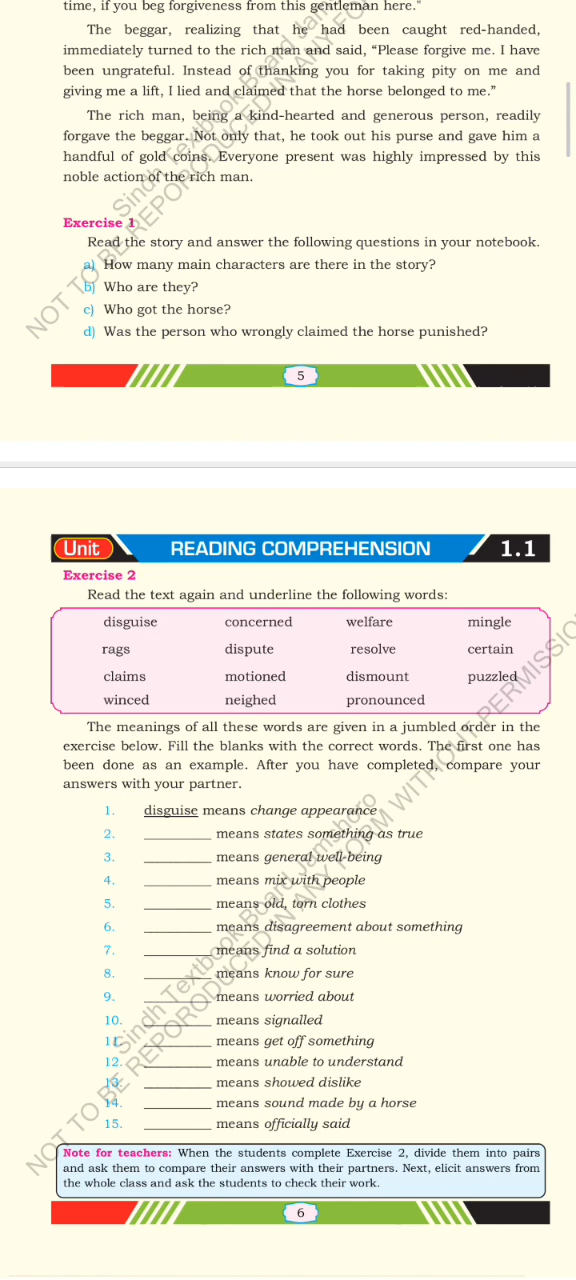 time, if you beg forgiveness from this gentleman here."
The beggar, realizing that he had been caught red-handed,
immediately turned to the rich man and said, “Please forgive me. I have
been ungrateful. Instead of thanking you for taking pity on me and
giving me a lift, I lied and claimed that the horse belonged to me.”
The rich man, being a kind-hearted and generous person, readily
forgave the beggar. Not only that, he took out his purse and gave him a
handful of gold coins. Everyone present was highly impressed by this
noble action of the rich man.
Exercise 1
Read the story and answer the following questions in your notebook.
a) How many main characters are there in the story?
b) Who are they?
c) Who got the horse?
d) Was the person who wrongly claimed the horse punished?
5
Unit READING COMPREHENSION 1.1
Exercise 2
Read the text again and underline the following words:
disguise concerned welfare mingle
rags dispute resolve certain
claims motioned dismount puzzled
winced neighed pronounced
The meanings of all these words are given in a jumbled order in the
exercise below. Fill the blanks with the correct words. The first one has
been done as an example. After you have completed, compare your
answers with your partner.
1. disguise means change appearance
2. _________ means states something as true
3. _________ means general well-being
4. _________ means mix with people
5. _________ means old, torn clothes
6. _________ means disagreement about something
7. _________ means find a solution
8. _________ means know for sure
9. _________ means worried about
10. _________ means signalled
11. _________ means get off something
12. _________ means unable to understand
13. _________ means showed dislike
14. _________ means sound made by a horse
15. _________ means officially said
Note for teachers: When the students complete Exercise 2, divide them into pairs
and ask them to compare their answers with their partners. Next, elicit answers from
the whole class and ask the students to check their work.
6
Sindh Textbook Board Jamshoro
NOT TO BE REPORODUCED IN ANY FORM WITHOUT PERMISSIO